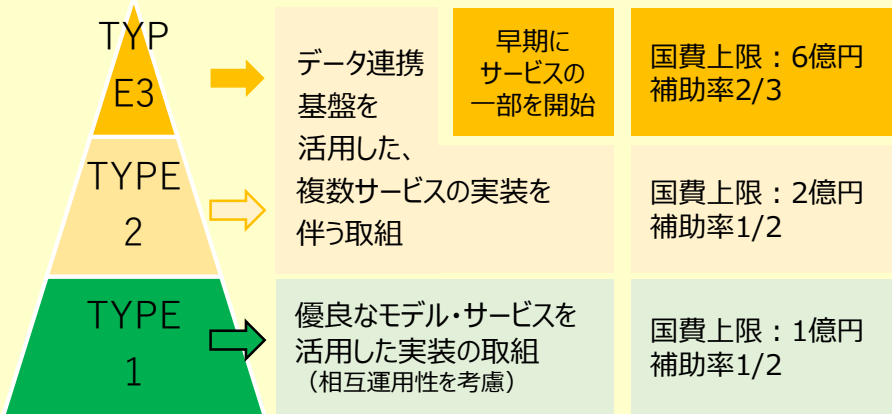 TYP
E3
データ連携
基盤を
活用した、
複数サービスの実装を
伴う取組
早期に
サービスの
一部を開始
国費上限：6億円
補助率2/3
TYPE
2
国費上限：2億円
補助率1/2
TYPE
1
優良なモデル・サービスを
活用した実装の取組
（相互運用性を考慮）
国費上限：1億円
補助率1/2